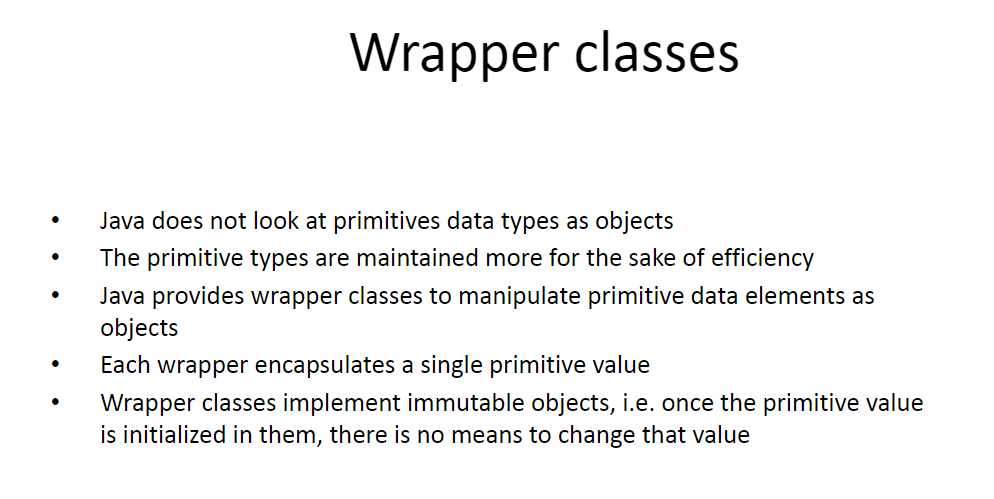 Wrapper classes
• Java does not look at primitives data types as objects
• The primitive types are maintained more for the sake of efficiency
• Java provides wrapper classes to manipulate primitive data elements as
objects
• Each wrapper encapsulates a single primitive value
• Wrapper classes implement immutable objects, i.e. once the primitive value
is initialized in them, there is no means to change that value